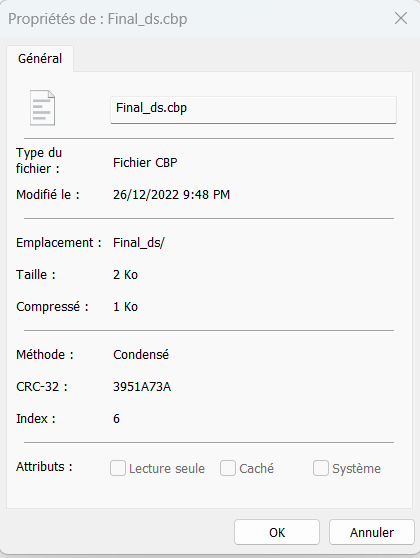 Propriétés de : Final_ds.cbp
Général
Final_ds.cbp
Type du
fichier :
Fichier CBP
Modifié le :
26/12/2022 9:48 PM
Emplacement :
Final_ds/
Taille :
2 Ko
Compressé :
1 Ko
Méthode :
Condensé
CRC-32 :
3951A73A
Index :
6
Attributs :
Lecture seule
Caché
Système
OK
Annuler